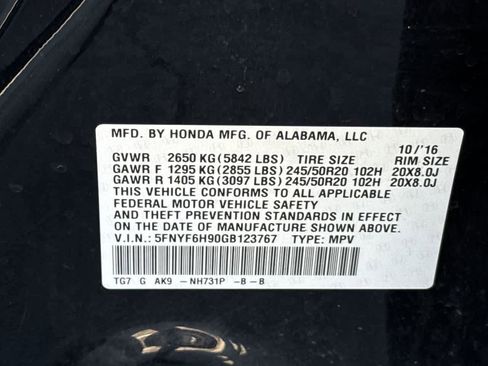 MFD. BY HONDA MFG. OF ALABAMA, LLC 10/'16
GVWR 2650 KG(5842 LBS) TIRE SIZE RIM SIZE
GAWR F 1295 KG(2855 LBS)245/50R20 102H 20X8.0J
GAWR R 1405 KG(3097 LBS)245/50R20 102H 20X8.0J
THIS VEHICLE CONFORMS TO ALL APPLICABLE
FEDERAL MOTOR VEHICLE SAFETY
STANDARDS IN EFFECT
ON THE DATE OF MANUFACTURE SHOWN ABOVE.
V.I.N.: 5FNYF6H90GB123767 TYPE: MPV
TG7 G AK9 -NH731P -B-B